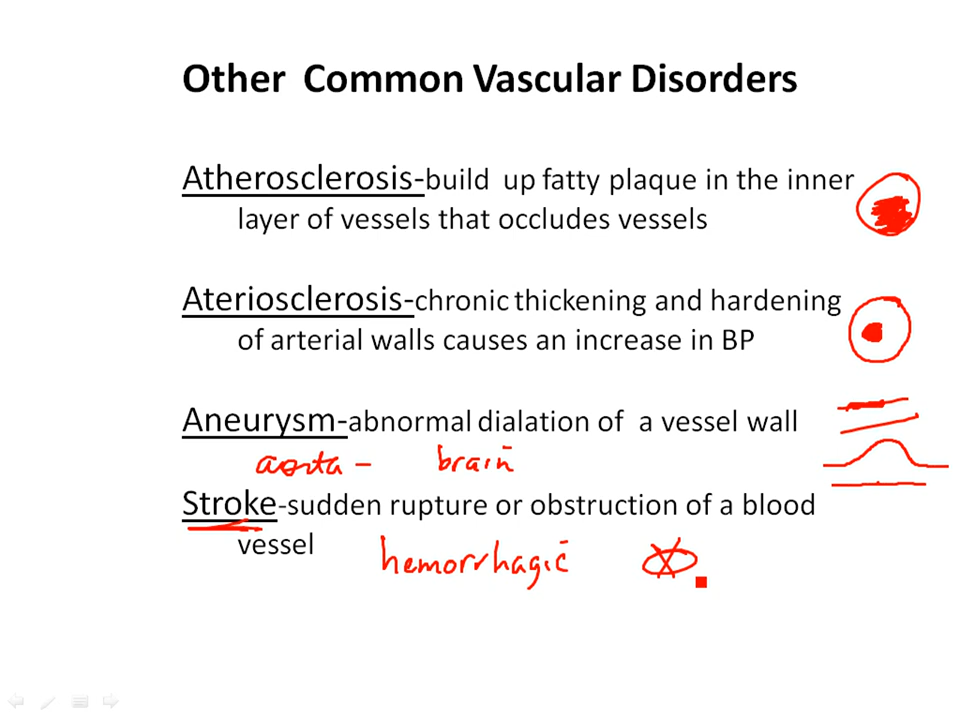 Other Common Vascular Disorders
Atherosclerosis-build up fatty plaque in the inner
layer of vessels that occludes vessels
Ateriosclerosis-chronic thickening and hardening
of arterial walls causes an increase in BP
Aneurysm-abnormal dialation of a vessel wall
aorta - brain
Stroke-sudden rupture or obstruction of a blood
vessel
hemorrhagic